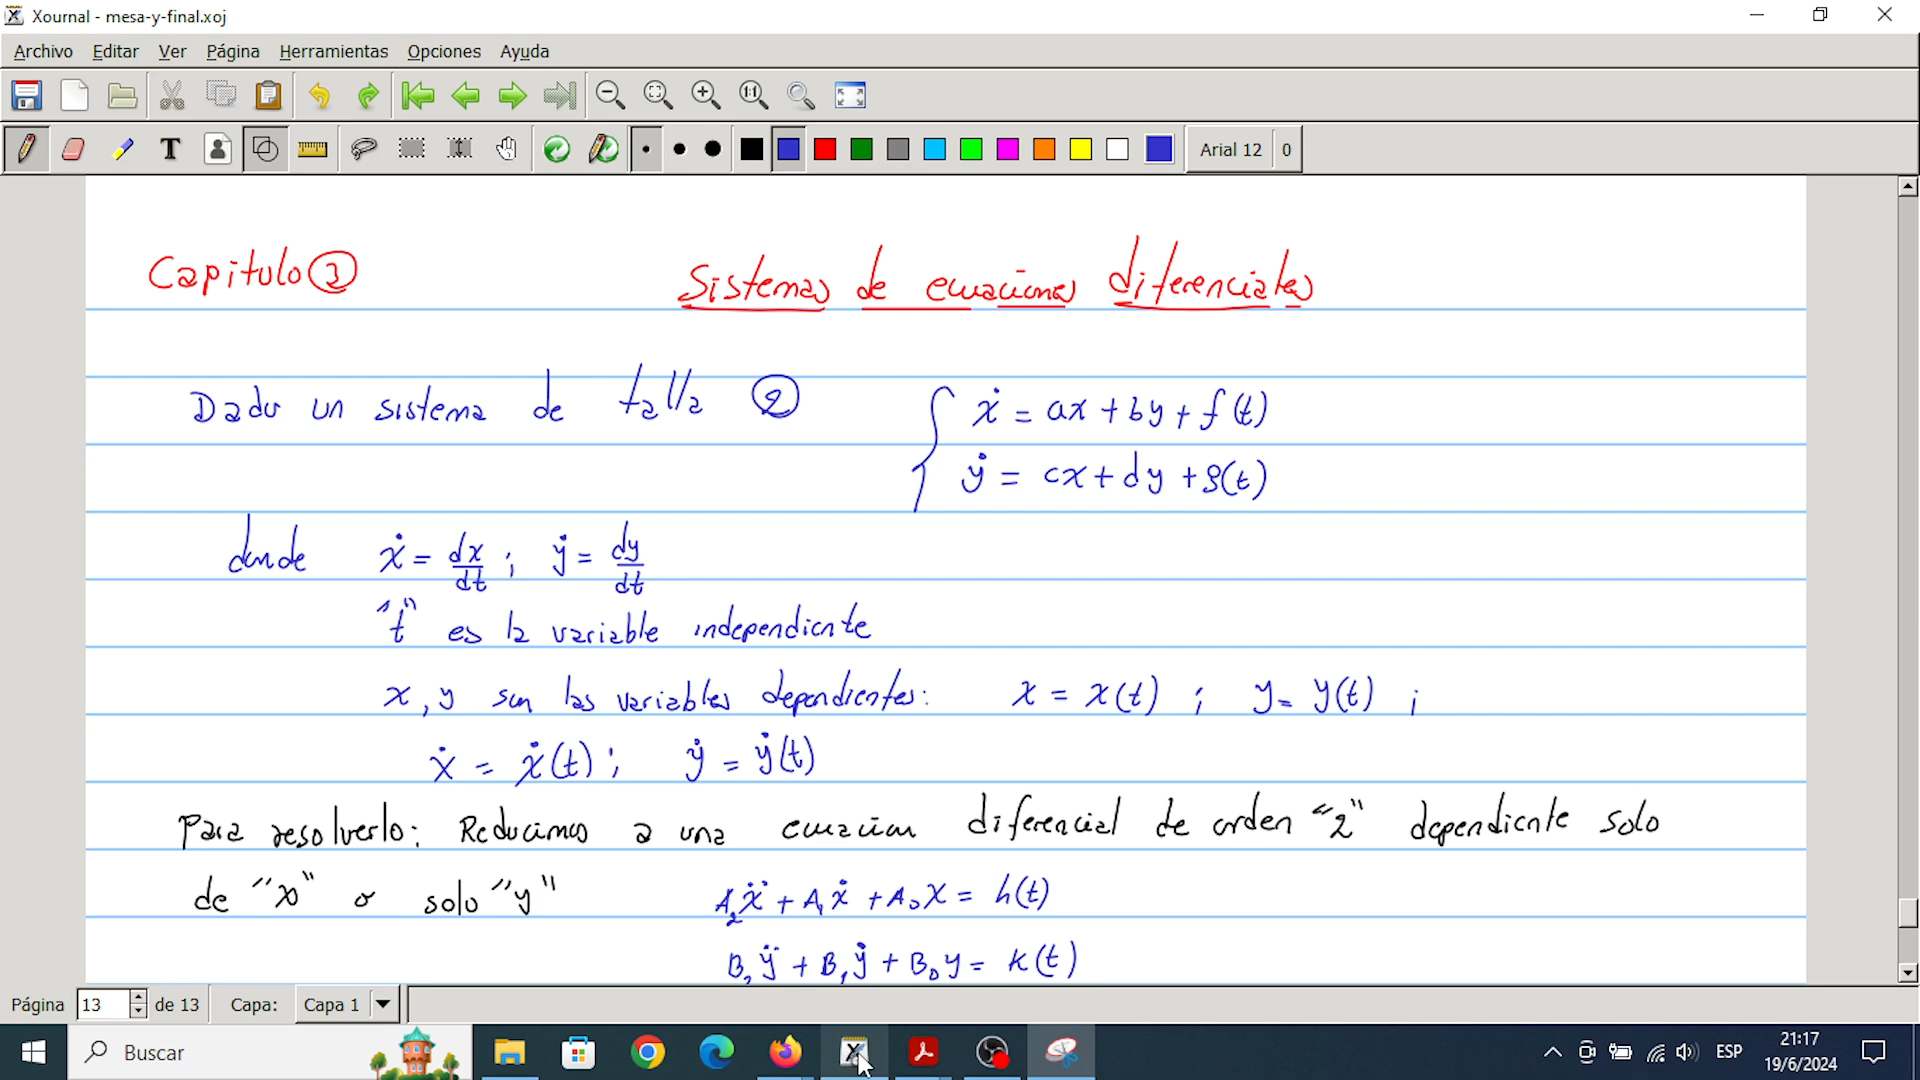 Xournal - mesa-y-final.xoj
Archivo Editar Ver Página Herramientas Opciones Ayuda
Arial 12 0
Capitulo ③ Sistemas de ecuaciones diferenciales
Dado un sistema de talla ② { ẋ = ax + by + f(t)
ẏ = cx + dy + g(t)
donde ẋ = dx/dt ; ẏ = dy/dt
"t" es la variable independiente
x, y son las variables dependientes: x = x(t) ; y = y(t) ;
ẋ = ẋ(t) ; ẏ = ẏ(t)
Para resolverlo: Reducimos a una ecuación diferencial de orden "2" dependiente solo
de "x" o solo "y" A₂ẍ + A₁ẋ + A₀x = h(t)
B₂ÿ + B₁ẏ + B₀y = k(t)
Página 13 de 13 Capa: Capa 1
Buscar ESP 21:17
19/6/2024